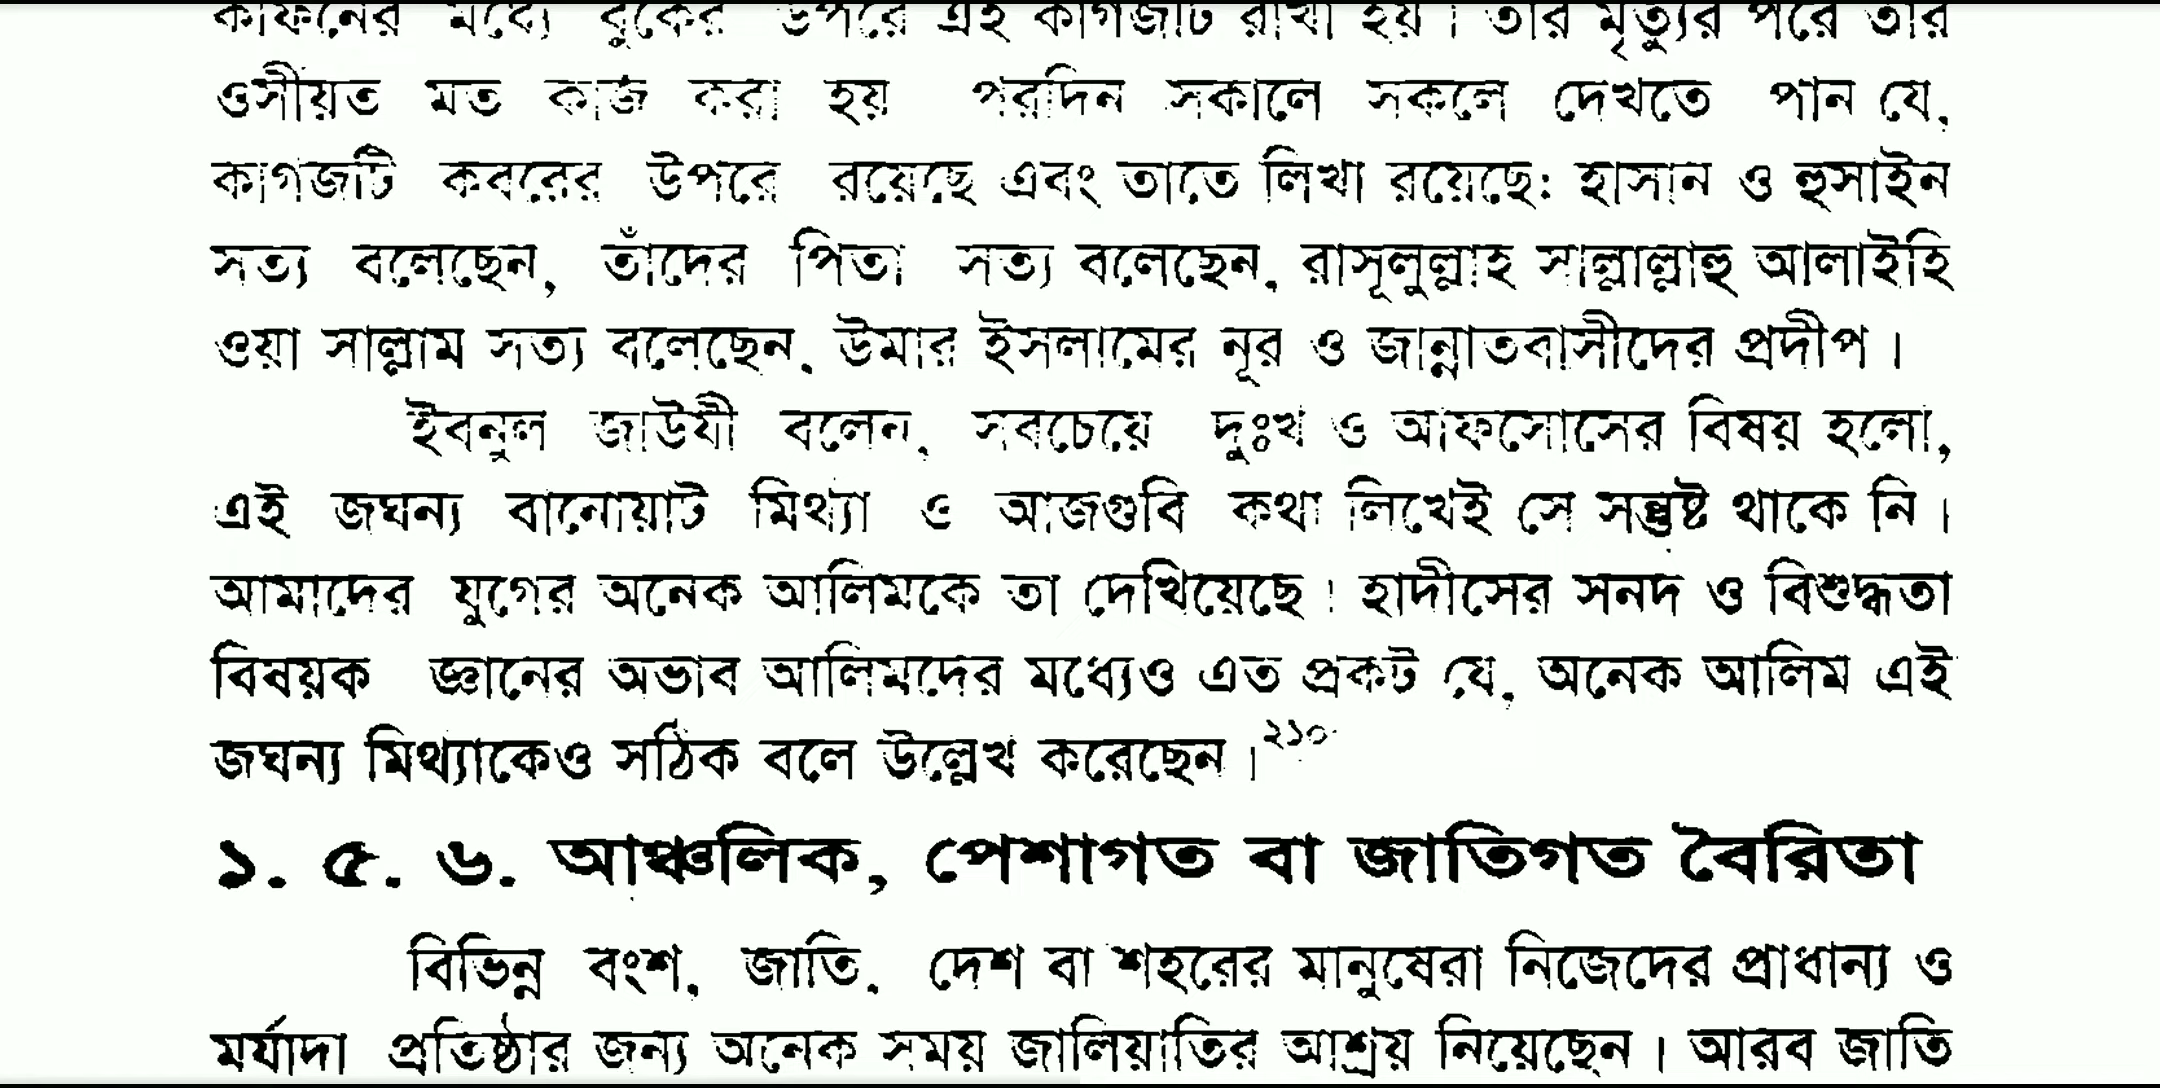 কাফনের মধ্যে বুকের উপরে এই কাগজটি রাখা হয়। তাঁর মৃত্যুর পরে তাঁর
ওসীয়ত মত কাজ করা হয় পরদিন সকালে সকলে দেখতে পান যে,
কাগজটি কবরের উপরে রয়েছে এবং তাতে লিখা রয়েছে: হাসান ও হুসাইন
সত্য বলেছেন, তাঁদের পিতা সত্য বলেছেন, রাসূলুল্লাহ সাল্লাল্লাহু আলাইহি
ওয়া সাল্লাম সত্য বলেছেন, উমার ইসলামের নূর ও জান্নাতবাসীদের প্রদীপ।
ইবনুল জাউযী বলেন, সবচেয়ে দুঃখ ও আফসোসের বিষয় হলো,
এই জঘন্য বানোয়াট মিথ্যা ও আজগুবি কথা লিখেই সে সন্তুষ্ট থাকে নি।
আমাদের যুগের অনেক আলিমকে তা দেখিয়েছে। হাদীসের সনদ ও বিশুদ্ধতা
বিষয়ক জ্ঞানের অভাব আলিমদের মধ্যেও এত প্রকট যে, অনেক আলিম এই
জঘন্য মিথ্যাকেও সঠিক বলে উল্লেখ করেছেন।২১০
১. ৫. ৬. আঞ্চলিক, পেশাগত বা জাতিগত বৈরিতা
বিভিন্ন বংশ, জাতি, দেশ বা শহরের মানুষেরা নিজেদের প্রাধান্য ও
মর্যাদা প্রতিষ্ঠার জন্য অনেক সময় জালিয়াতির আশ্রয় নিয়েছেন। আরব জাতি